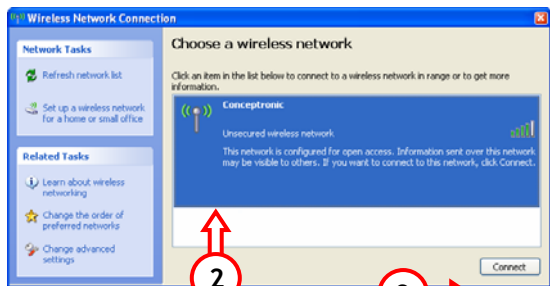 Wireless Network Connection
Network Tasks
Refresh network list
Set up a wireless network
for a home or small office
Related Tasks
Learn about wireless
networking
Change the order of
preferred networks
Change advanced
settings
Choose a wireless network
Click an item in the list below to connect to a wireless network in range or to get more
information.
Conceptronic
Unsecured wireless network
This network is configured for open access. Information sent over this network
may be visible to others. If you want to connect to this network, click Connect.
2
Connect